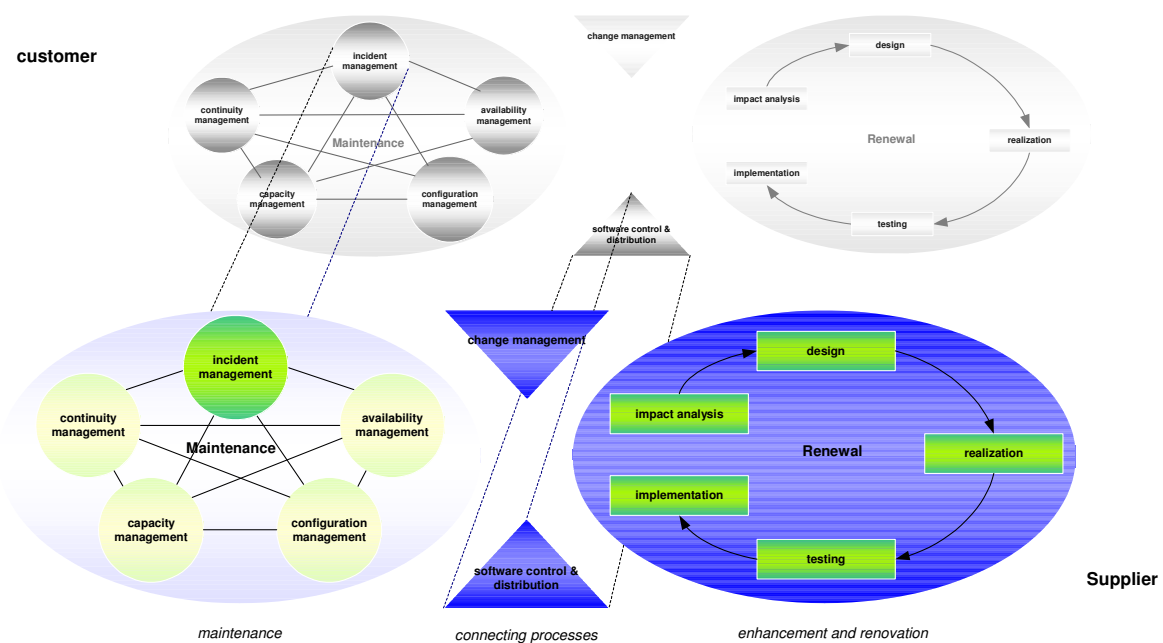 customer
incident
management
continuity
management
availability
management
Maintenance
capacity
management
configuration
management
change management
software control &
distribution
design
impact analysis
Renewal
realization
implementation
testing
incident
management
continuity
management
availability
management
Maintenance
capacity
management
configuration
management
change management
software control &
distribution
design
impact analysis
Renewal
realization
implementation
testing
Supplier
maintenance
connecting processes
enhancement and renovation